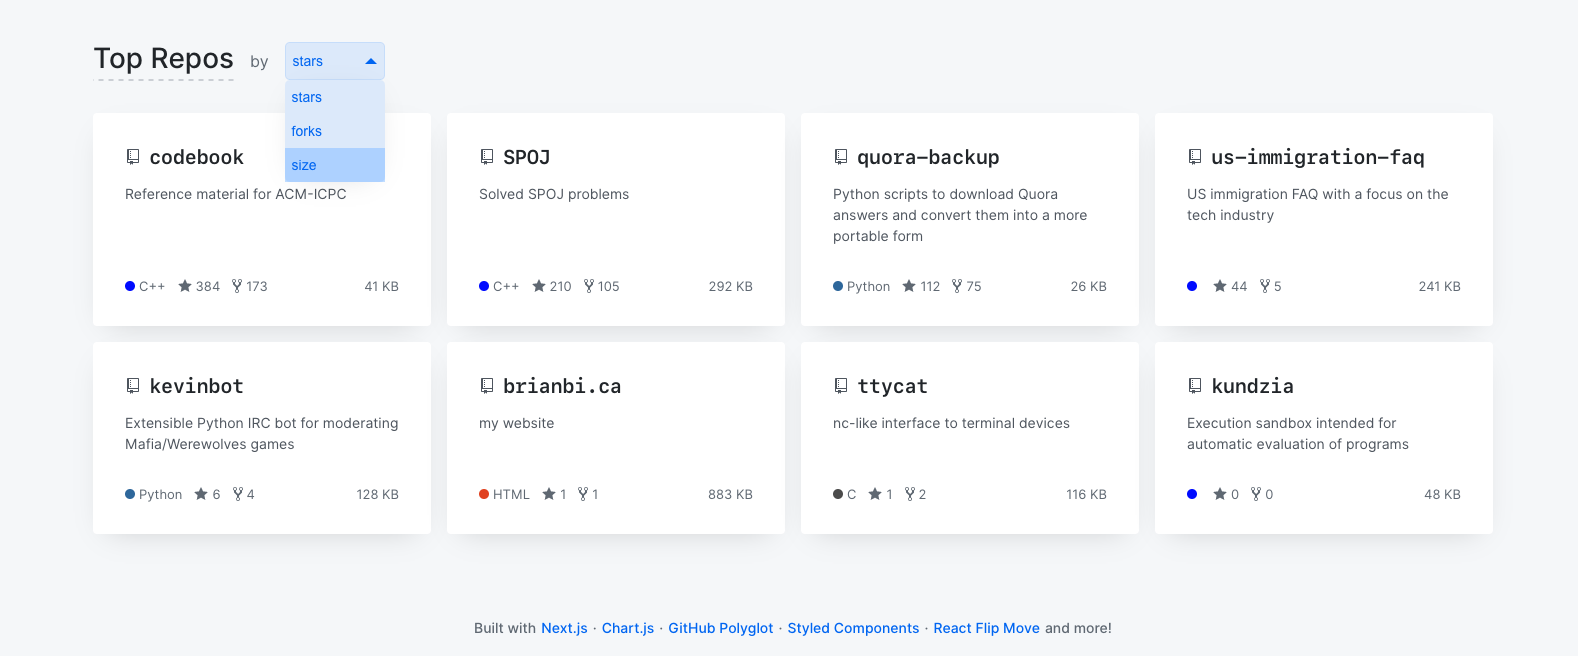 Top Repos by stars
stars
forks
size
codebook
Reference material for ACM-ICPC
C++ 384 173 41 KB
SPOJ
Solved SPOJ problems
C++ 210 105 292 KB
quora-backup
Python scripts to download Quora
answers and convert them into a more
portable form
Python 112 75 26 KB
us-immigration-faq
US immigration FAQ with a focus on the
tech industry
44 5 241 KB
kevinbot
Extensible Python IRC bot for moderating
Mafia/Werewolves games
Python 6 4 128 KB
brianbi.ca
my website
HTML 1 1 883 KB
ttycat
nc-like interface to terminal devices
C 1 2 116 KB
kundzia
Execution sandbox intended for
automatic evaluation of programs
0 0 48 KB
Built with Next.js · Chart.js · GitHub Polyglot · Styled Components · React Flip Move and more!